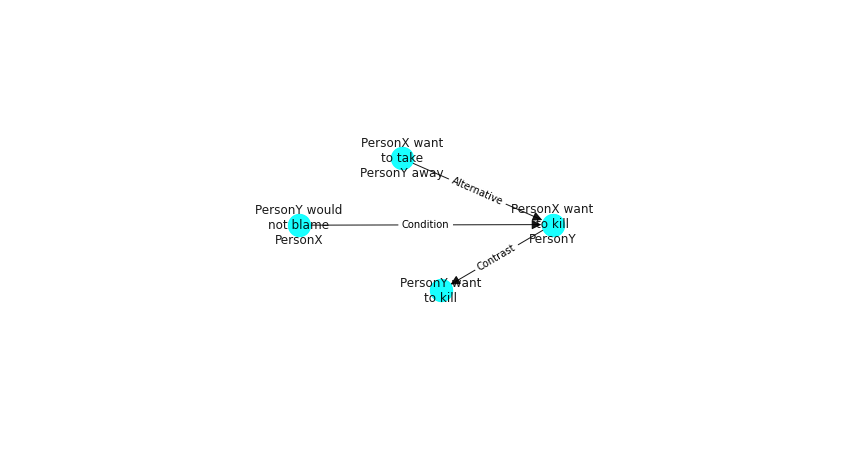 PersonX want
to take
PersonY away
Alternative
PersonY would
not blame
PersonX
Condition
PersonX want
to kill
PersonY
Contrast
PersonY want
to kill